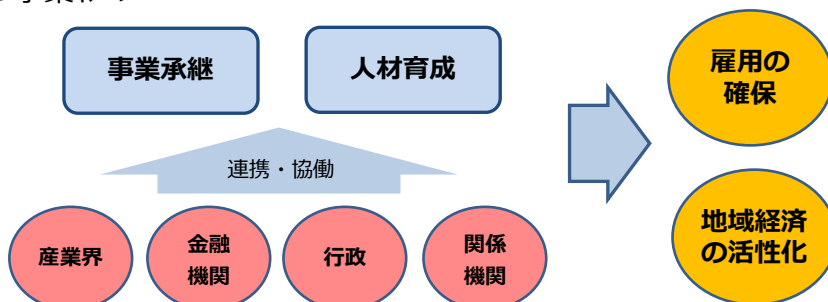 事業承継
人材育成
連携・協働
産業界
金融
機関
行政
関係
機関
雇用の
確保
地域経済
の活性化